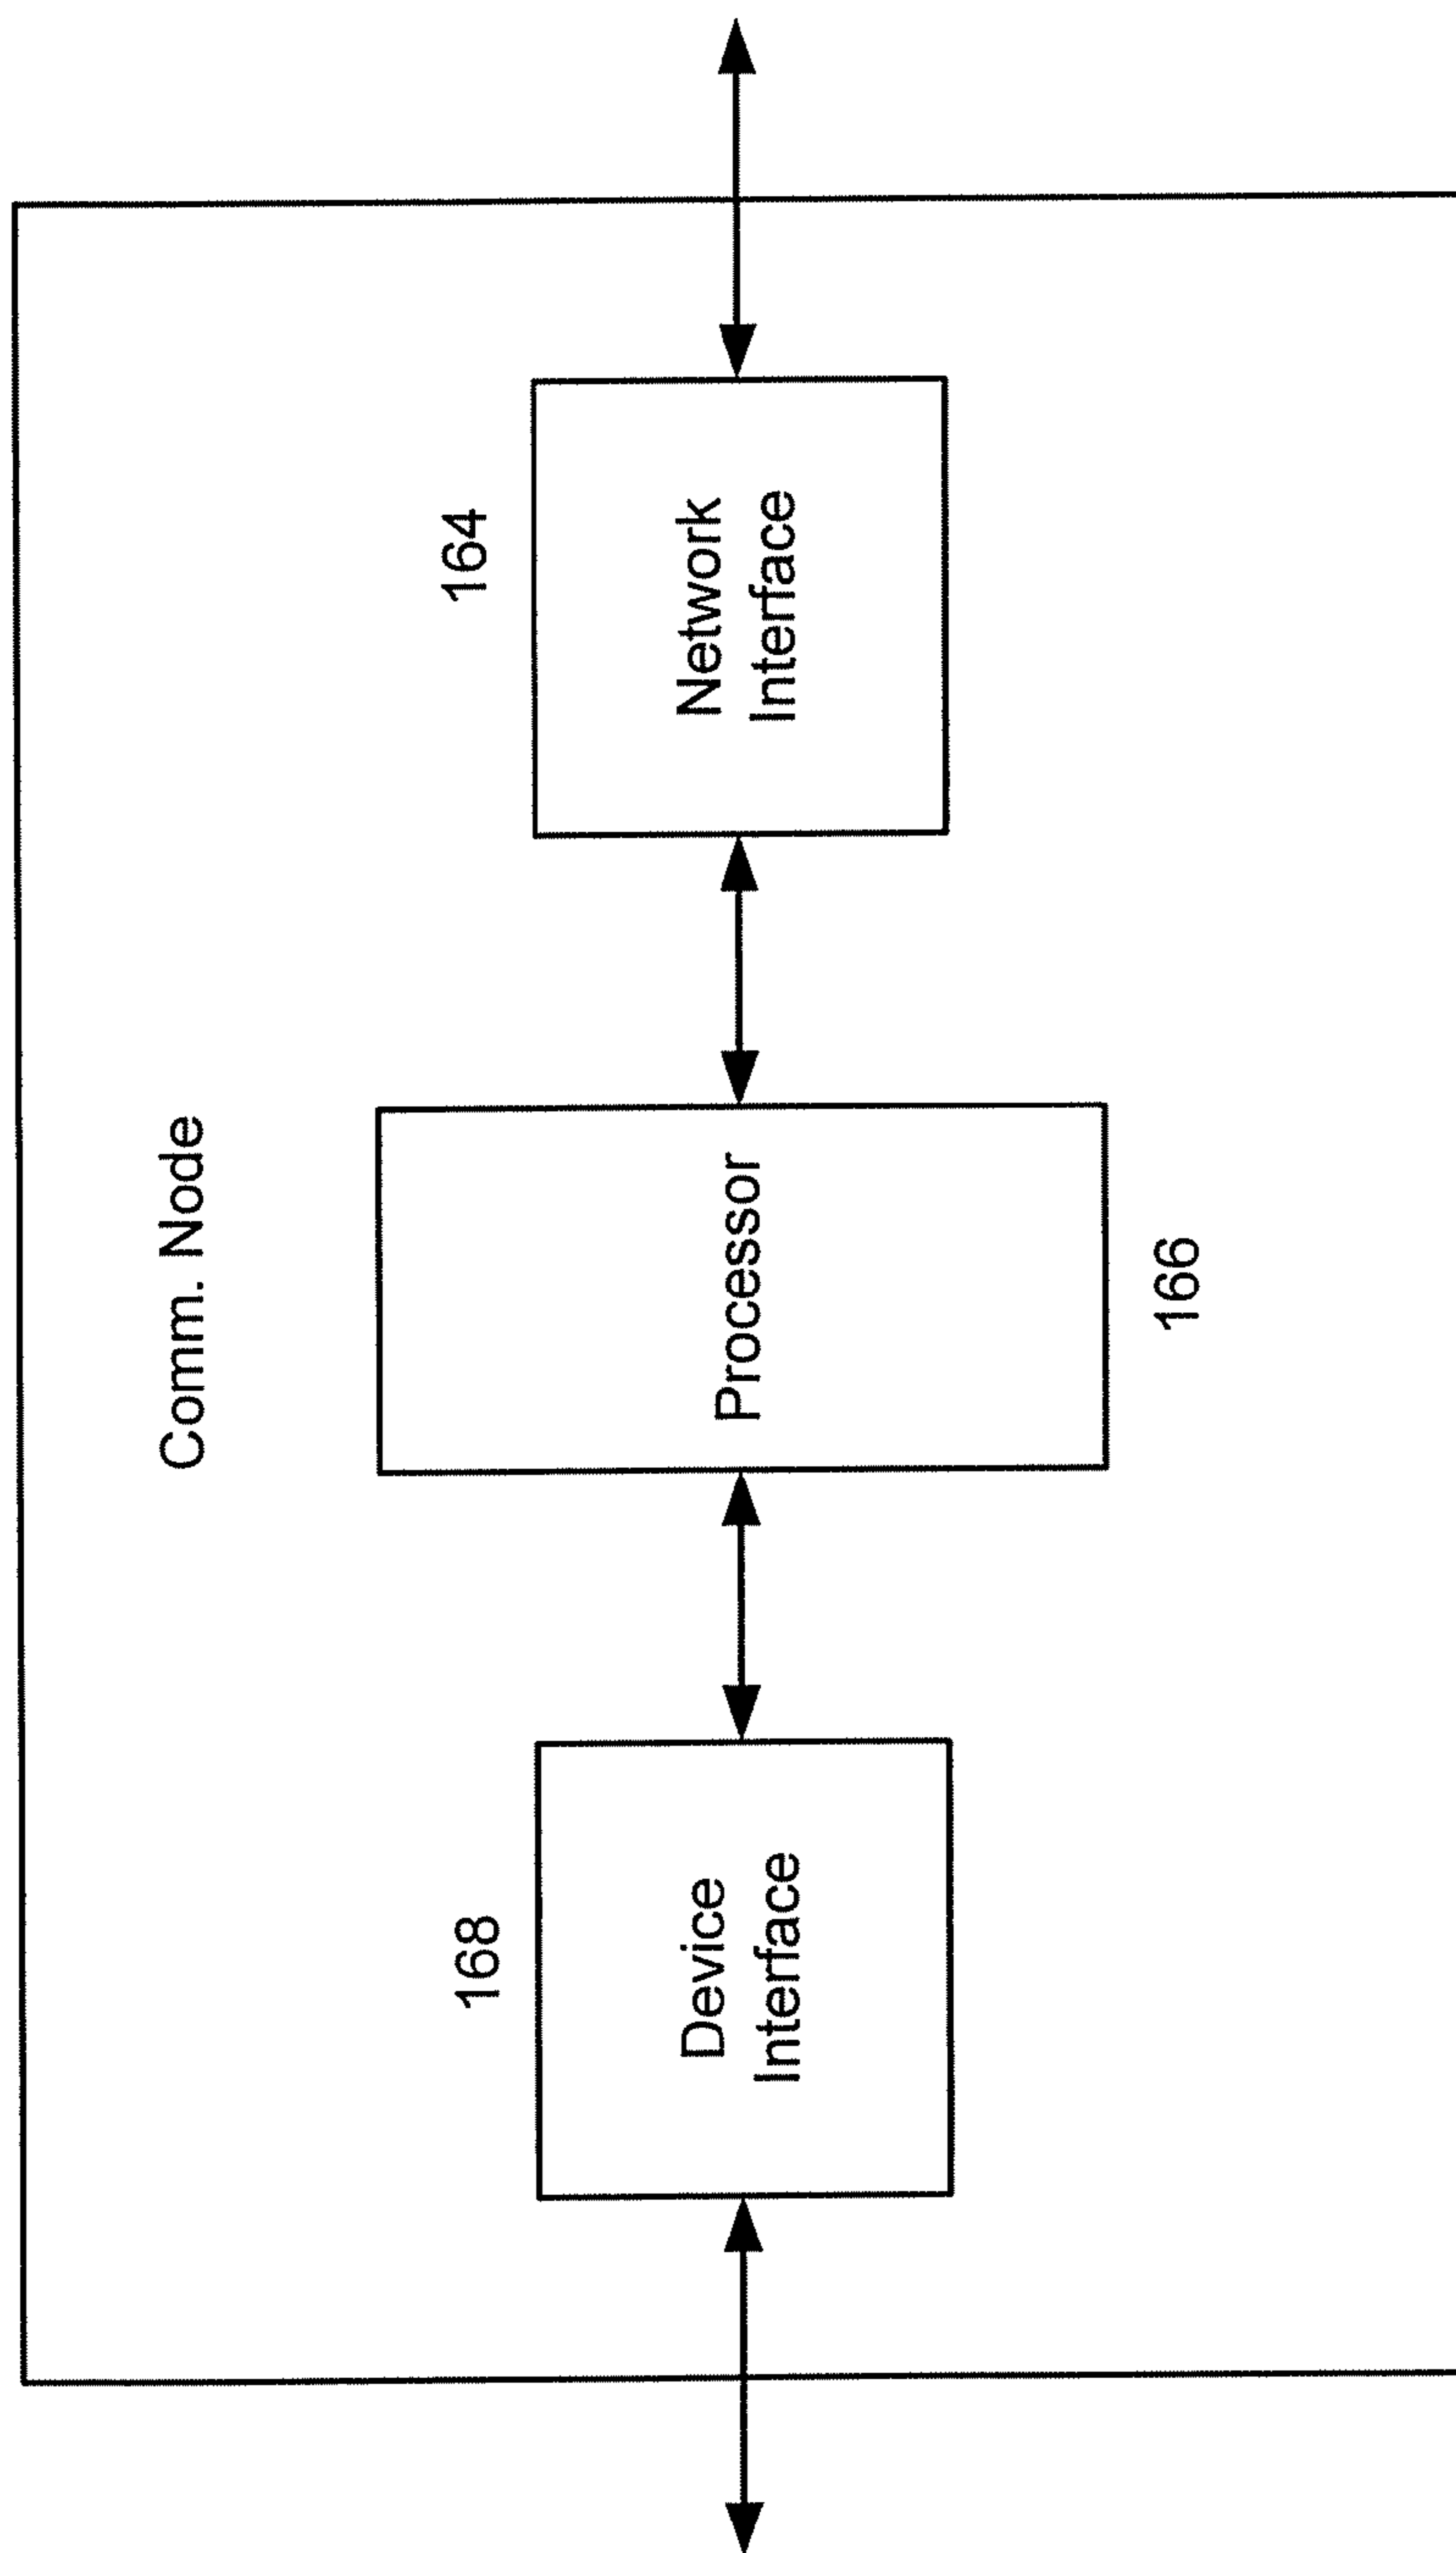 Comm. Node
168
Device
Interface
Processor
166
164
Network
Interface